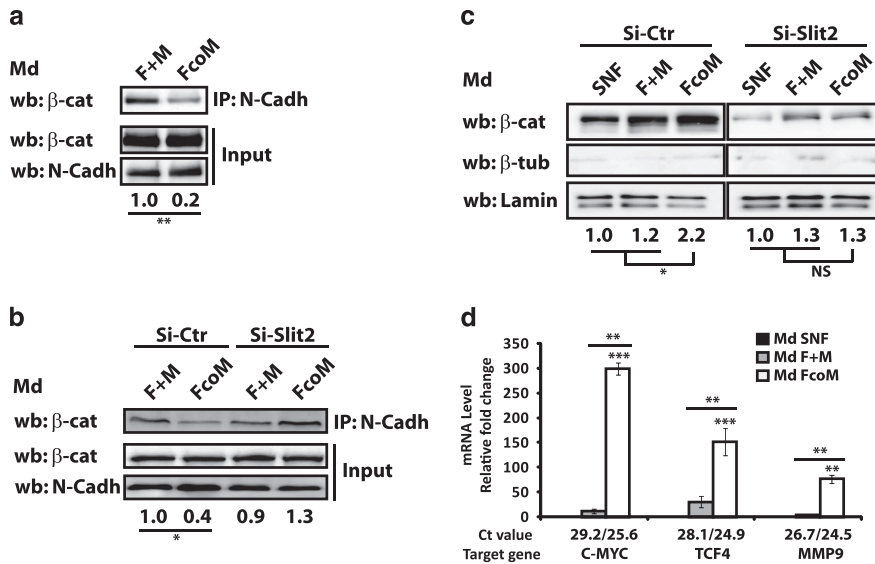 a
Md
F+M FcoM
wb: β-cat IP: N-Cadh
wb: β-cat
wb: N-Cadh
Input
1.0 0.2
**
b
Si-Ctr Si-Slit2
Md
F+M FcoM F+M FcoM
wb: β-cat IP: N-Cadh
wb: β-cat
wb: N-Cadh
Input
1.0 0.4 0.9 1.3
*
c
Si-Ctr Si-Slit2
Md
SNF F+M FcoM SNF F+M FcoM
wb: β-cat
wb: β-tub
wb: Lamin
1.0 1.2 2.2 1.0 1.3 1.3
* NS
d
mRNA Level
Relative fold change
350
300
250
200
150
100
50
0
Md SNF
Md F+M
Md FcoM
**
***
**
***
**
**
Ct value 29.2/25.6 28.1/24.9 26.7/24.5
Target gene C-MYC TCF4 MMP9